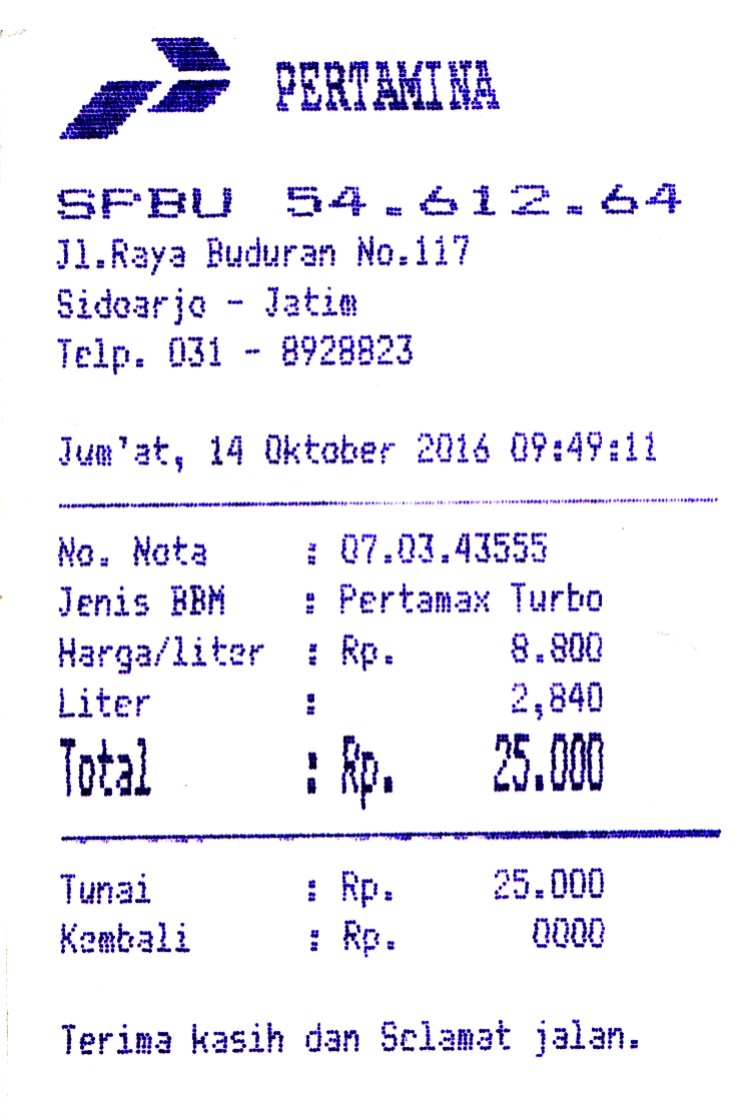 PERTAMINA
SPBU 54.612.64
Jl.Raya Buduran No.117
Sidoarjo - Jatim
Telp. 031 - 8928823
Jum'at, 14 Oktober 2016 09:49:11
No. Nota : 07.03.43555
Jenis BBM : Pertamax Turbo
Harga/liter : Rp. 8.800
Liter : 2,840
Total : Rp. 25.000
Tunai : Rp. 25.000
Kembali : Rp. 0000
Terima kasih dan Selamat jalan.